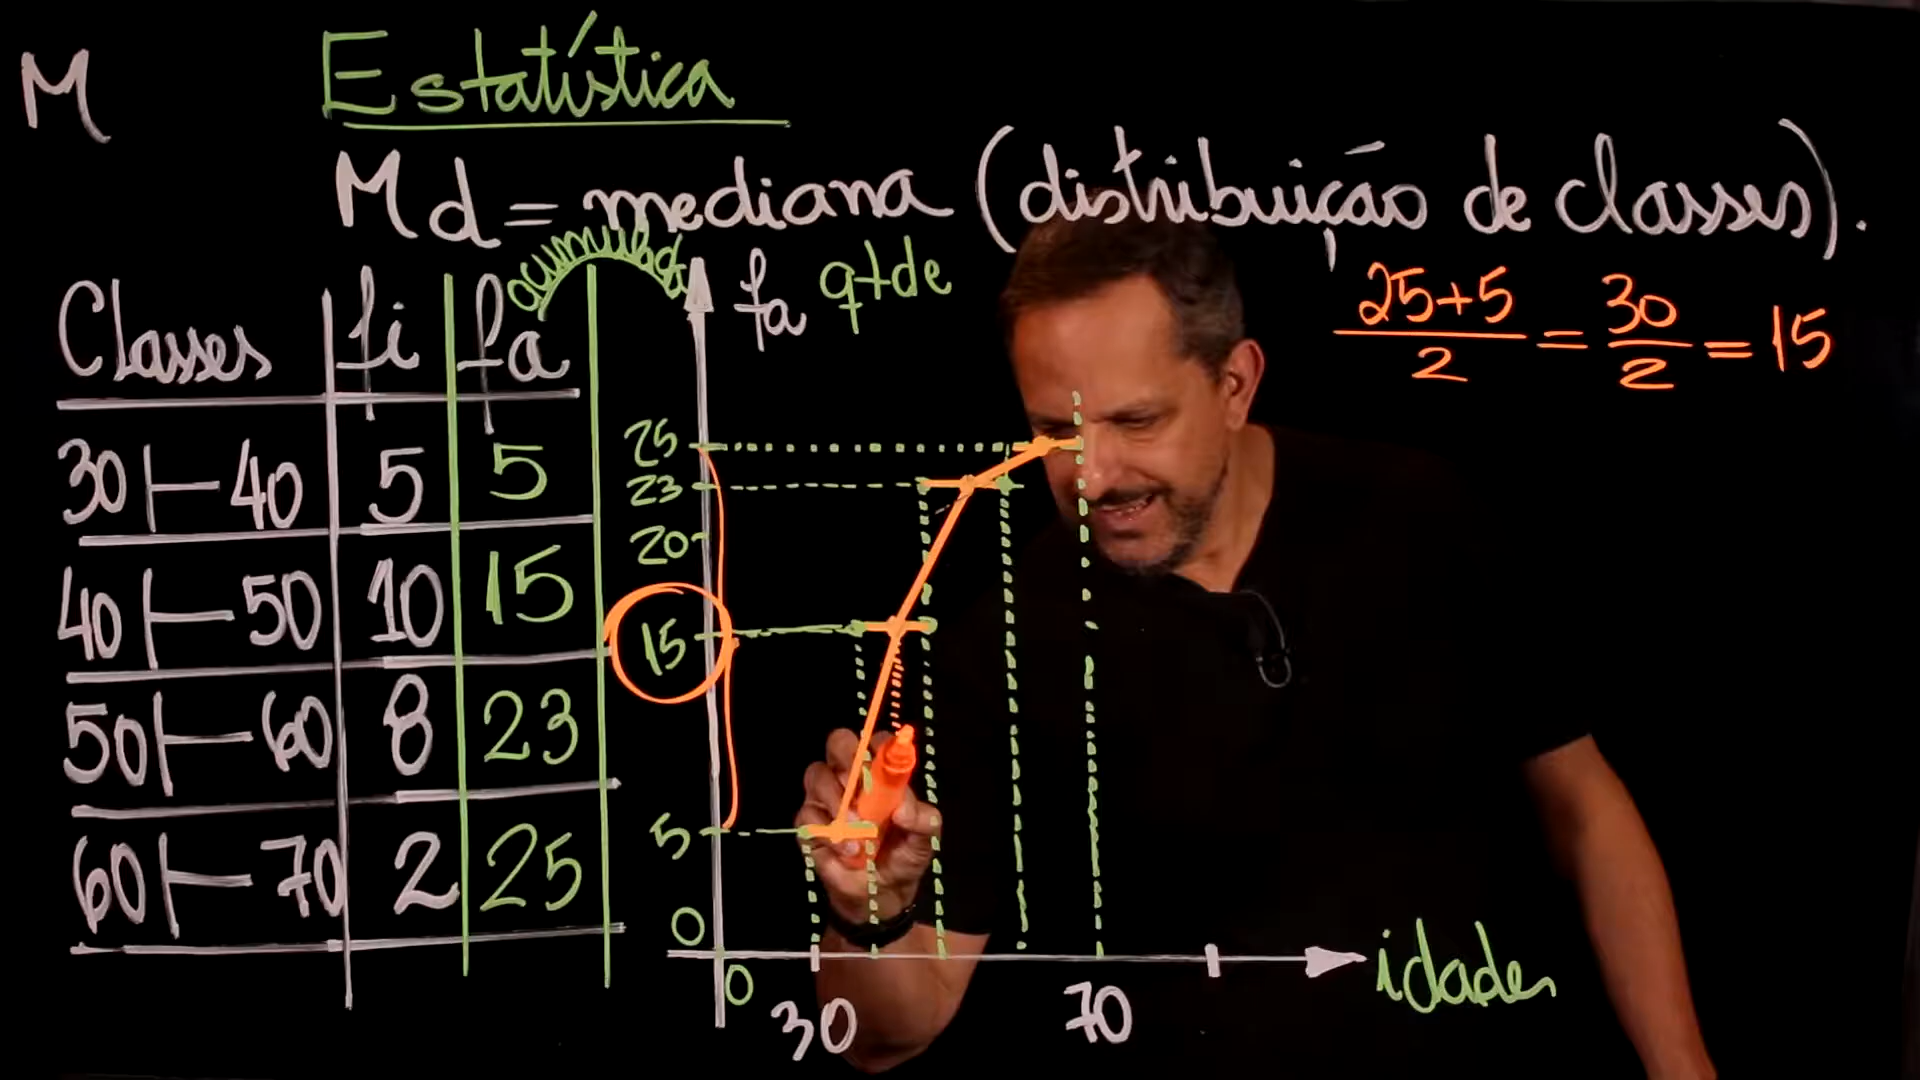 M
Estatística
Md = mediana (distribuição de classes).
Classes fi fa acumulada
30 ⊢ 40 5 5
40 ⊢ 50 10 15
50 ⊢ 60 8 23
60 ⊢ 70 2 25
fa qtde
25
23
20
15
5
0
0
30
70
idades
25+5/2 = 30/2 = 15